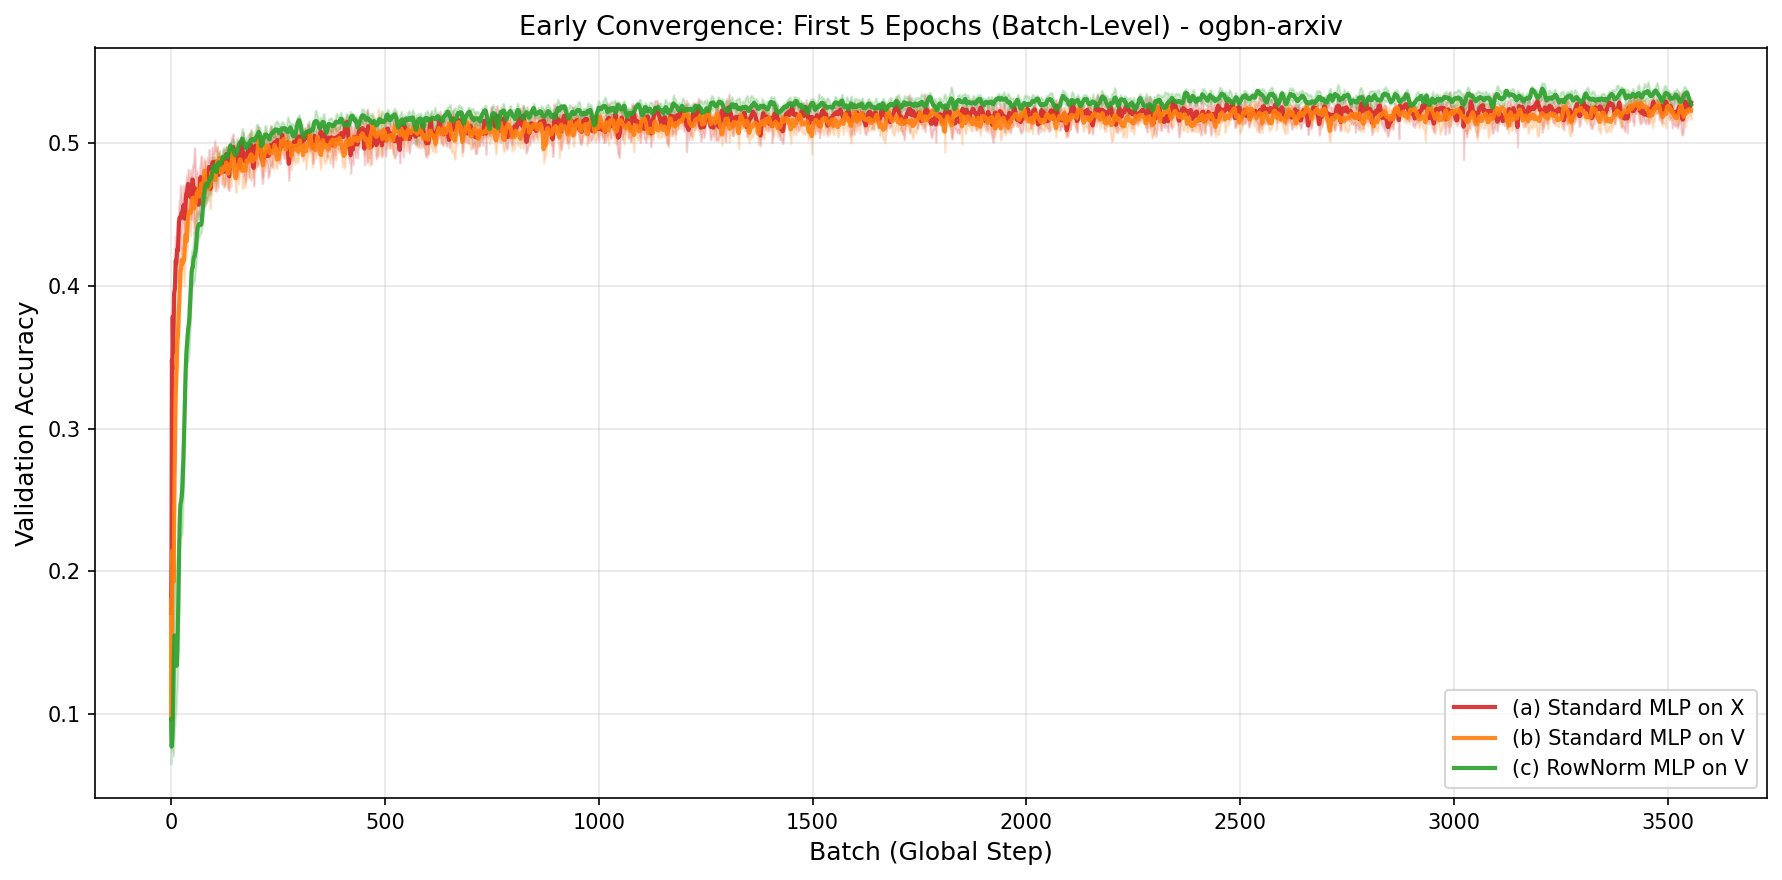 Early Convergence: First 5 Epochs (Batch-Level) - ogbn-arxiv
Validation Accuracy
0.5
0.4
0.3
0.2
0.1
(a) Standard MLP on X
(b) Standard MLP on V
(c) RowNorm MLP on V
0 500 1000 1500 2000 2500 3000 3500
Batch (Global Step)